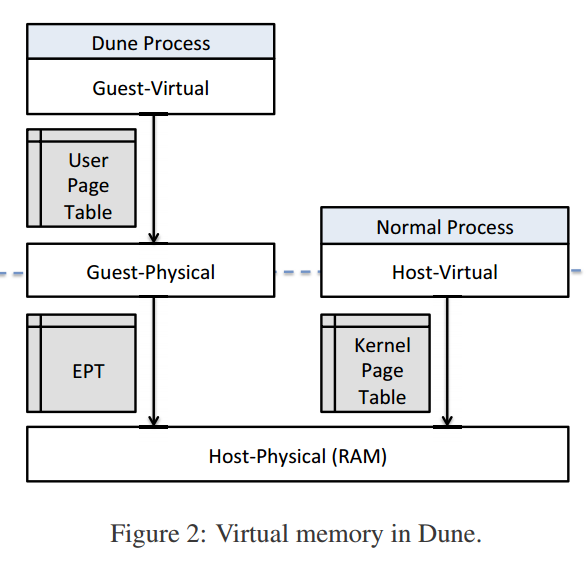 Dune Process
Guest-Virtual
User
Page
Table
Normal Process
Guest-Physical
Host-Virtual
EPT
Kernel
Page
Table
Host-Physical (RAM)
Figure 2: Virtual memory in Dune.